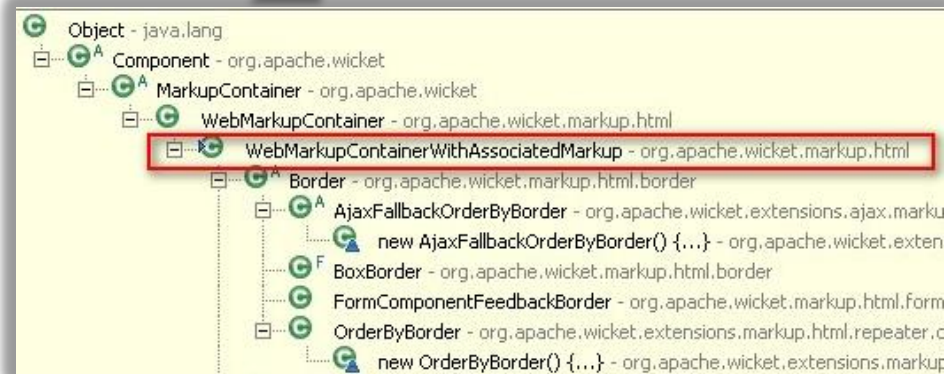 Object - java.lang
A Component - org.apache.wicket
A MarkupContainer - org.apache.wicket
WebMarkupContainer - org.apache.wicket.markup.html
WebMarkupContainerWithAssociatedMarkup - org.apache.wicket.markup.html
A Border - org.apache.wicket.markup.html.border
A AjaxFallbackOrderByBorder - org.apache.wicket.extensions.ajax.marku
new AjaxFallbackOrderByBorder() {...} - org.apache.wicket.exten
F BoxBorder - org.apache.wicket.markup.html.border
FormComponentFeedbackBorder - org.apache.wicket.markup.html.form
OrderByBorder - org.apache.wicket.extensions.markup.html.repeater.
new OrderByBorder() {...} - org.apache.wicket.extensions.markup